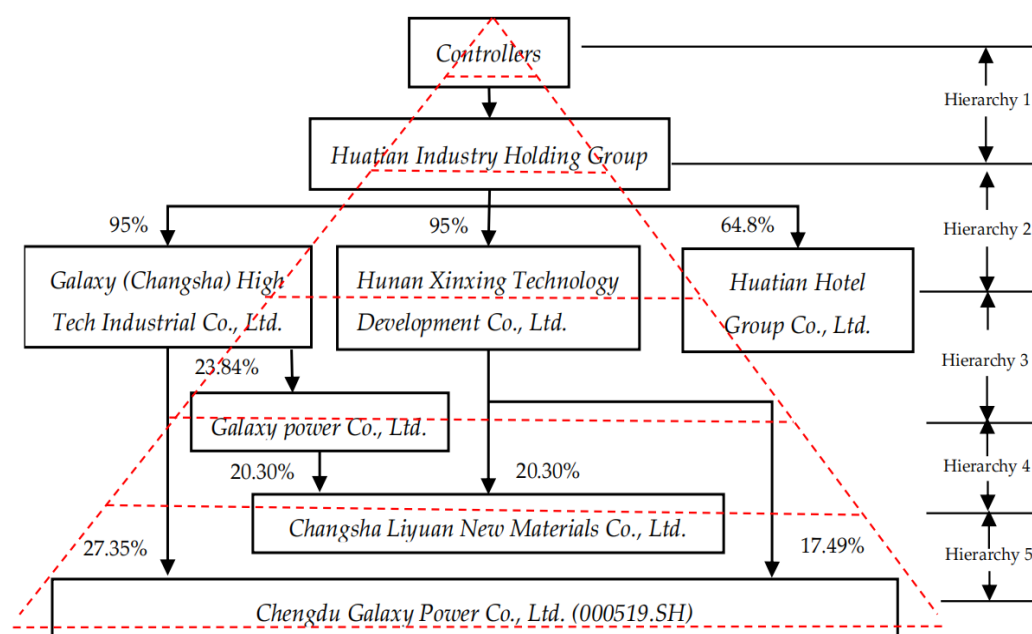 Controllers
Hierarchy 1
Huatian Industry Holding Group
95%
95%
64.8%
Hierarchy 2
Galaxy (Changsha) High
Tech Industrial Co., Ltd.
Hunan Xinxing Technology
Development Co., Ltd.
Huatian Hotel
Group Co., Ltd.
Hierarchy 3
23.84%
Galaxy power Co., Ltd.
20.30%
20.30%
Hierarchy 4
Changsha Liyuan New Materials Co., Ltd.
27.35%
17.49%
Hierarchy 5
Chengdu Galaxy Power Co., Ltd. (000519.SH)